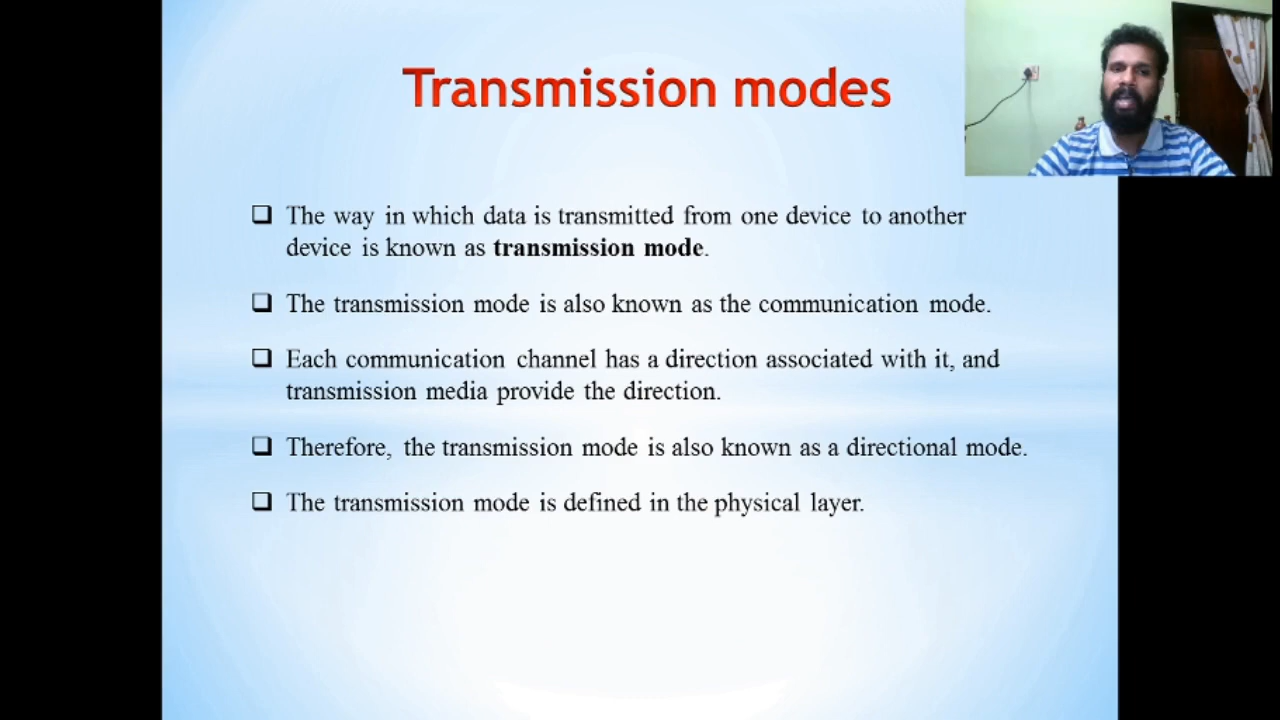 Transmission modes
❑ The way in which data is transmitted from one device to another
device is known as transmission mode.
❑ The transmission mode is also known as the communication mode.
❑ Each communication channel has a direction associated with it, and
transmission media provide the direction.
❑ Therefore, the transmission mode is also known as a directional mode.
❑ The transmission mode is defined in the physical layer.